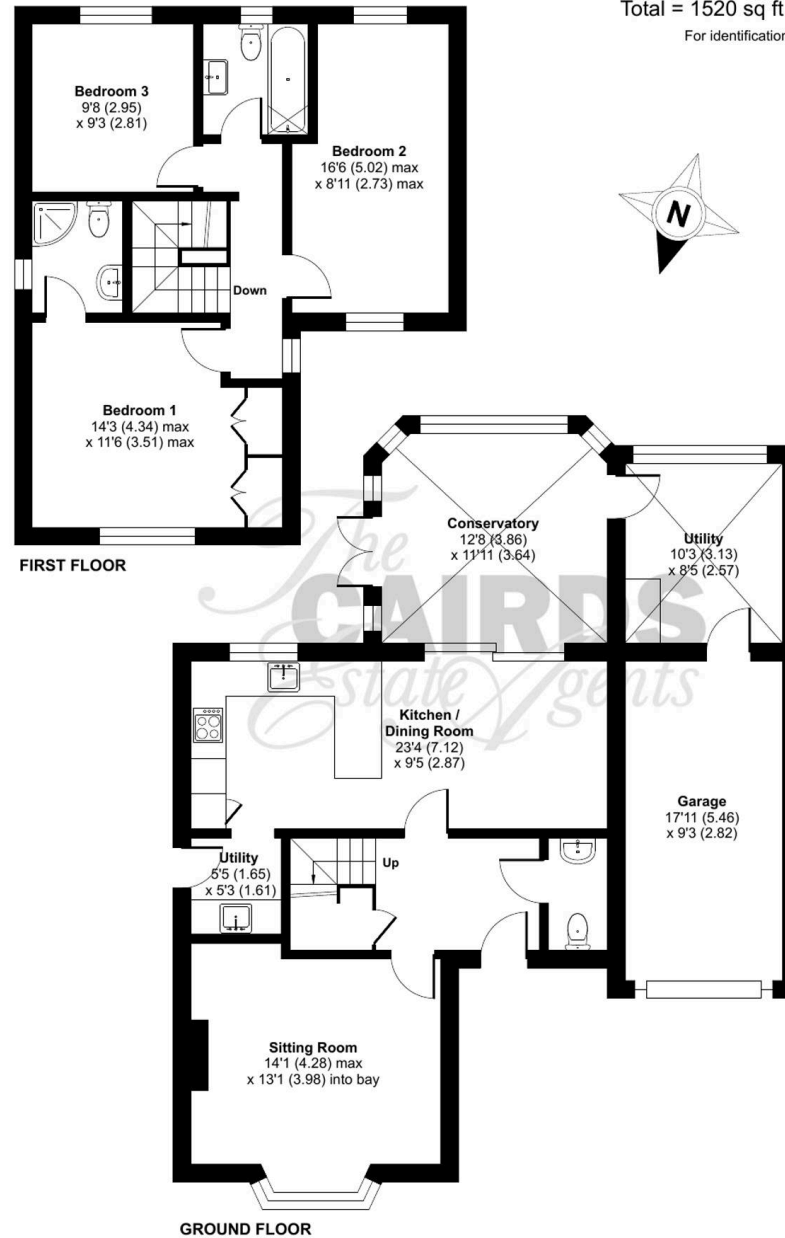 Total = 1520 sq ft
For identification
Bedroom 3
9'8 (2.95)
x 9'3 (2.81)
Bedroom 2
16'6 (5.02) max
x 8'11 (2.73) max
N
Down
Bedroom 1
14'3 (4.34) max
x 11'6 (3.51) max
FIRST FLOOR
Conservatory
12'8 (3.86)
x 11'11 (3.64)
Utility
10'3 (3.13)
x 8'5 (2.57)
The
CAIRDS
Estate Agents
Kitchen /
Dining Room
23'4 (7.12)
x 9'5 (2.87)
Garage
17'11 (5.46)
x 9'3 (2.82)
Utility
5'5 (1.65)
x 5'3 (1.61)
Up
Sitting Room
14'1 (4.28) max
x 13'1 (3.98) into bay
GROUND FLOOR